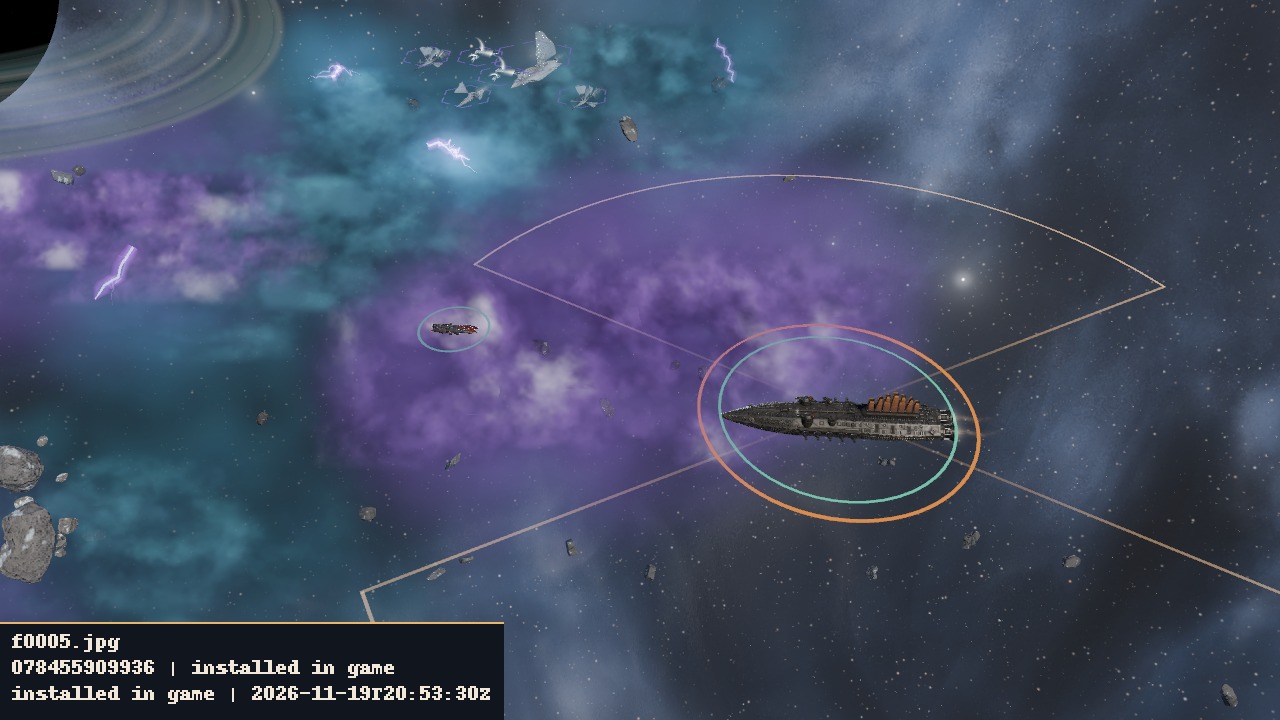 f0005.jpg
078455909936 | installed in game
installed in game | 2026-11-19T20:53:30Z